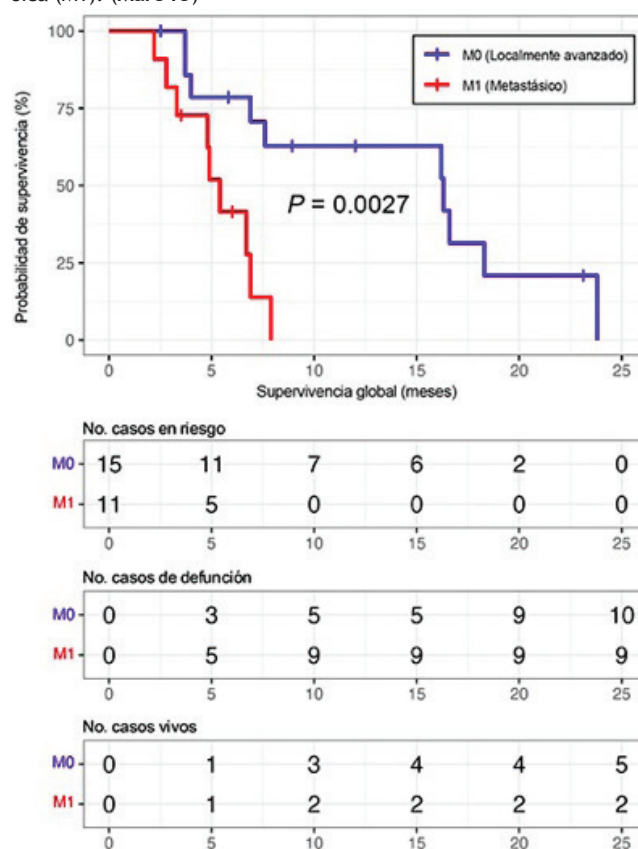 100
75
50
25
0
Probabilidad de supervivencia (%)
M0 (Localmente avanzado)
M1 (Metastásico)
P = 0.0027
0 5 10 15 20 25
Supervivencia global (meses)
No. casos en riesgo
M0 15 11 7 6 2 0
M1 11 5 0 0 0 0
0 5 10 15 20 25
No. casos de defunción
M0 0 3 5 5 9 10
M1 0 5 9 9 9 9
0 5 10 15 20 25
No. casos vivos
M0 0 1 3 4 4 5
M1 0 1 2 2 2 2
0 5 10 15 20 25